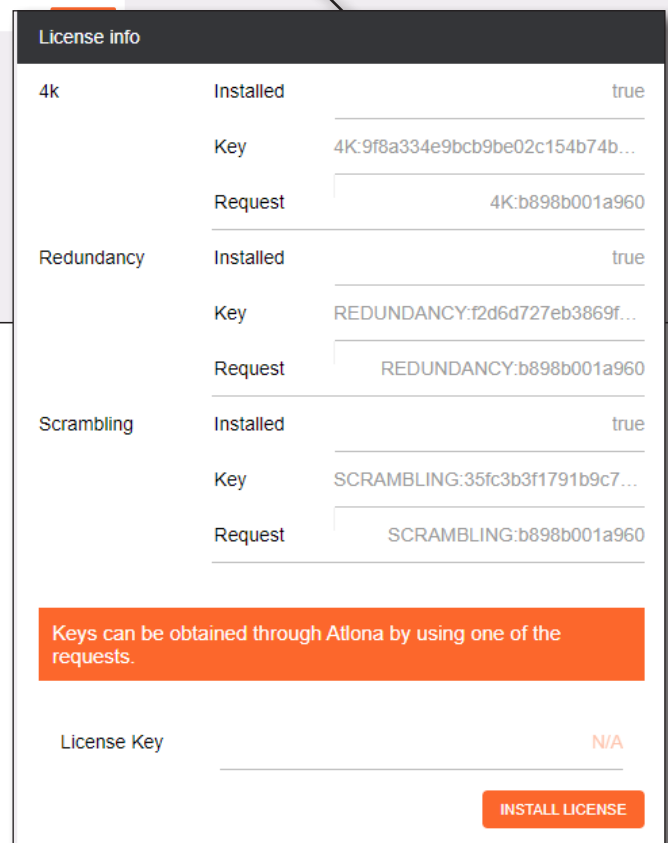 License info
4k Installed true
Key 4K:9f8a334e9bcb9be02c154b74b...
Request 4K:b898b001a960
Redundancy Installed true
Key REDUNDANCY:f2d6d727eb3869f...
Request REDUNDANCY:b898b001a960
Scrambling Installed true
Key SCRAMBLING:35fc3b3f1791b9c7...
Request SCRAMBLING:b898b001a960
Keys can be obtained through Atlona by using one of the
requests.
License Key N/A
INSTALL LICENSE